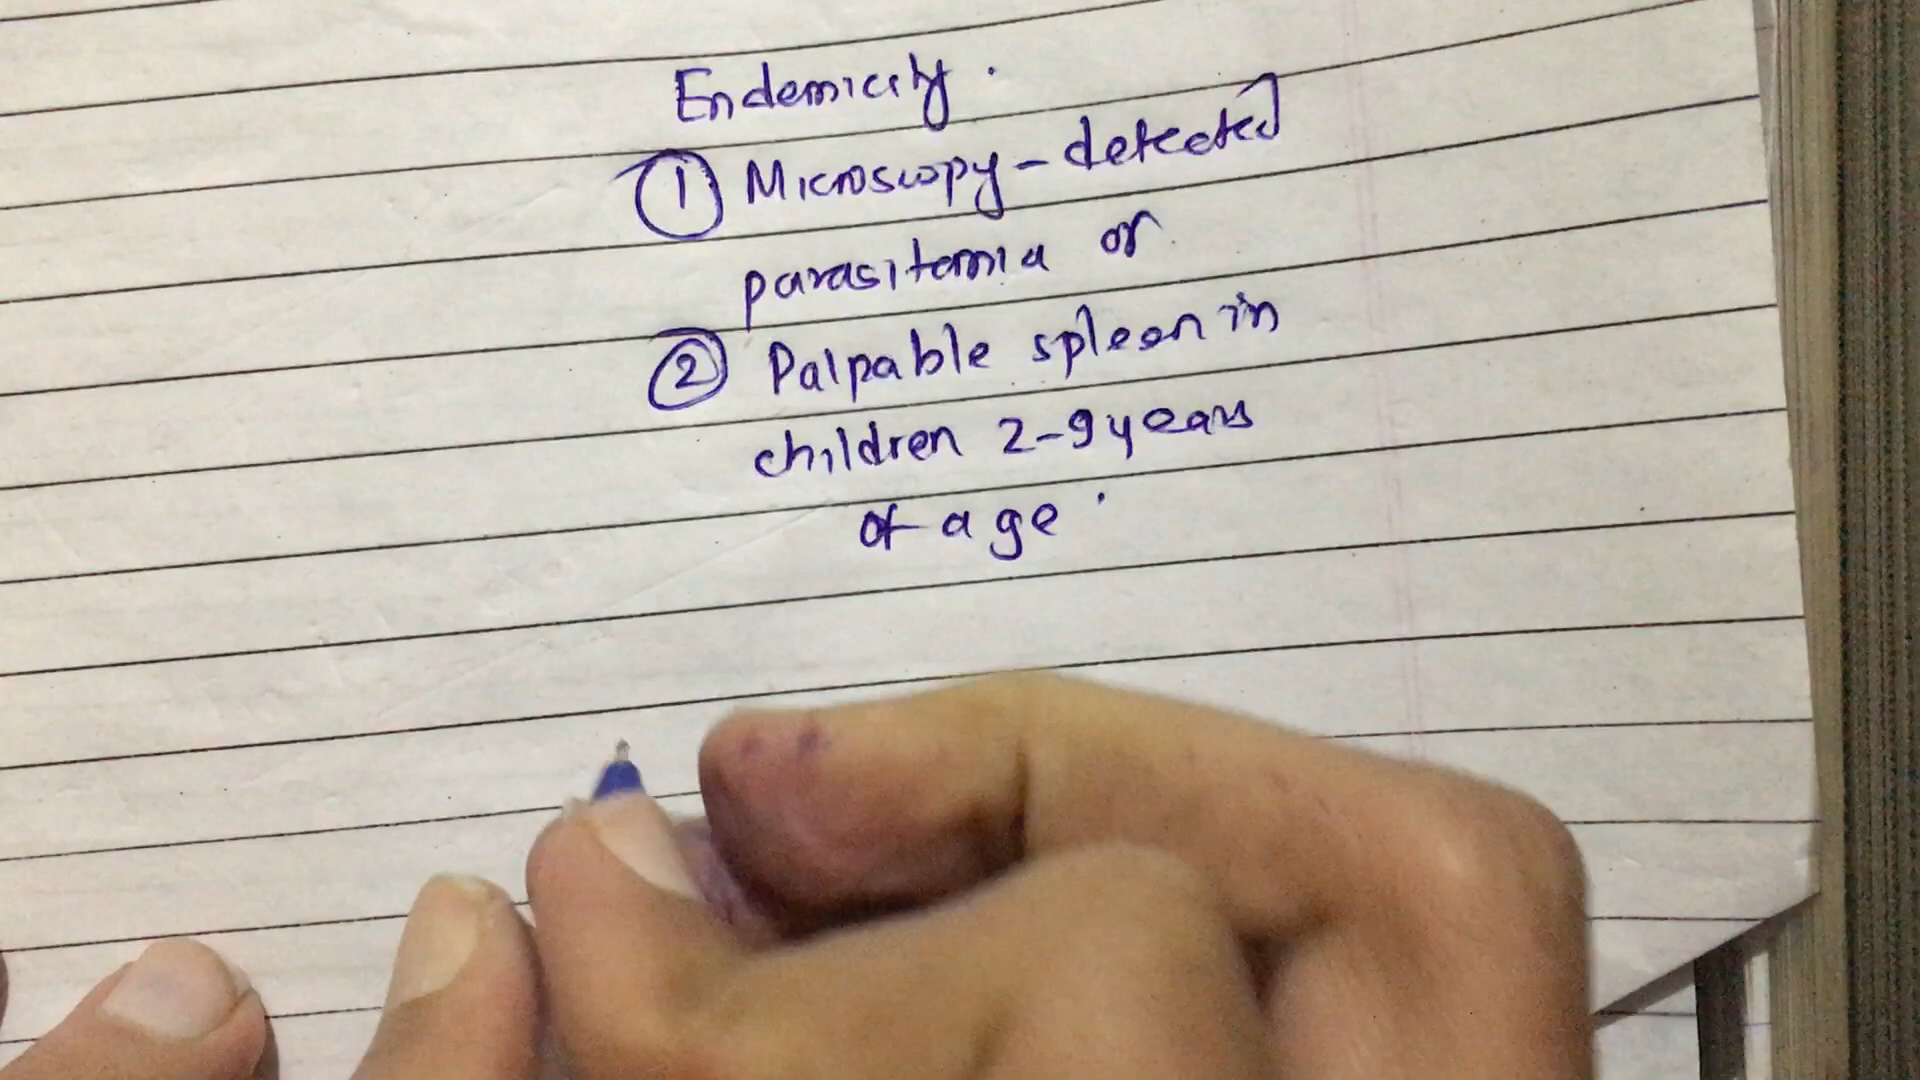 Endemicity.
① Microscopy-detected
parasitemia or
② Palpable spleen in
children 2-9 years
of age.